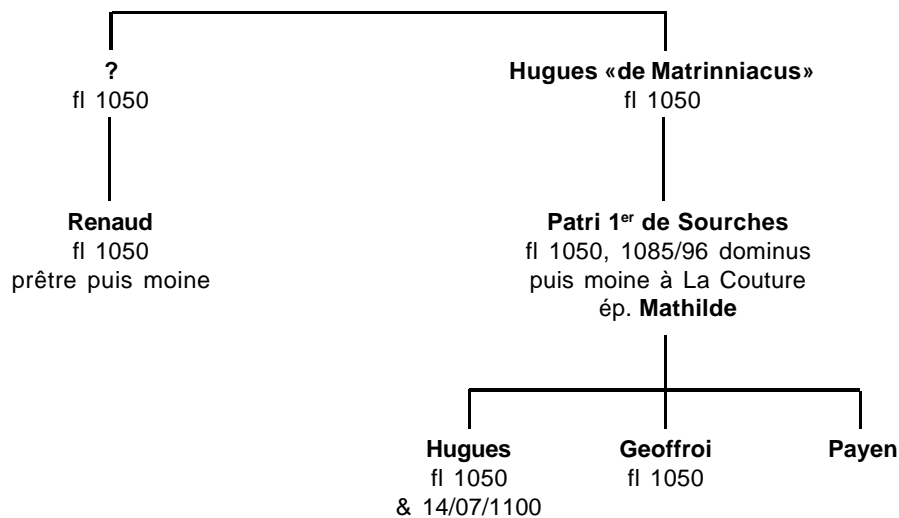 ?
fl 1050
Hugues «de Matrinniacus»
fl 1050
Renaud
fl 1050
prêtre puis moine
Patri 1er de Sourches
fl 1050, 1085/96 dominus
puis moine à La Couture
ép. Mathilde
Hugues
fl 1050
& 14/07/1100
Geoffroi
fl 1050
Payen